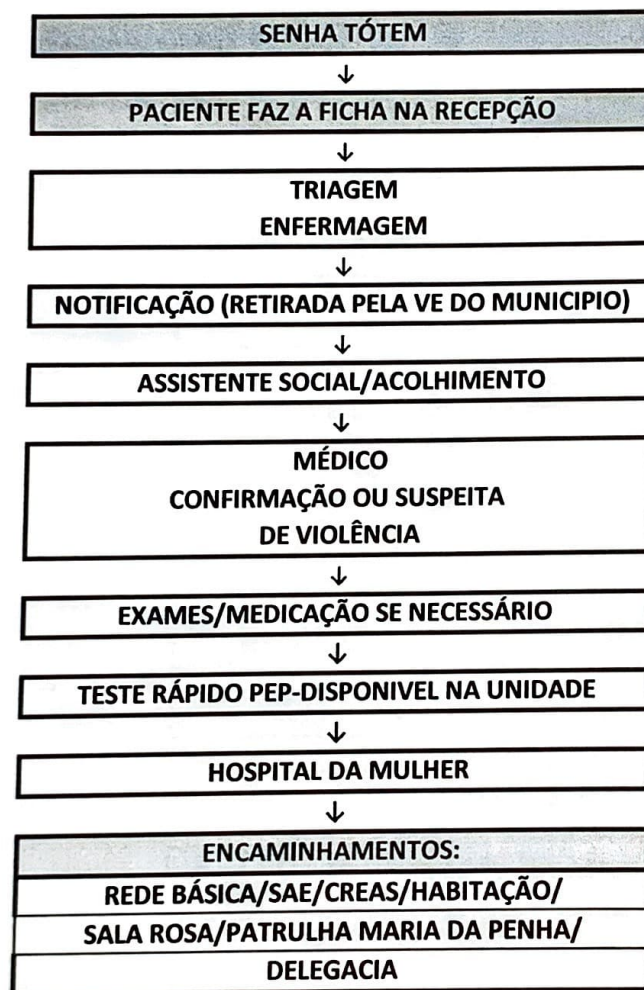 SENHA TÓTEM
↓
PACIENTE FAZ A FICHA NA RECEPÇÃO
↓
TRIAGEM
ENFERMAGEM
↓
NOTIFICAÇÃO (RETIRADA PELA VE DO MUNICIPIO)
↓
ASSISTENTE SOCIAL/ACOLHIMENTO
↓
MÉDICO
CONFIRMAÇÃO OU SUSPEITA
DE VIOLÊNCIA
↓
EXAMES/MEDICAÇÃO SE NECESSÁRIO
↓
TESTE RÁPIDO PEP-DISPONIVEL NA UNIDADE
↓
HOSPITAL DA MULHER
↓
ENCAMINHAMENTOS:
REDE BÁSICA/SAE/CREAS/HABITAÇÃO/
SALA ROSA/PATRULHA MARIA DA PENHA/
DELEGACIA